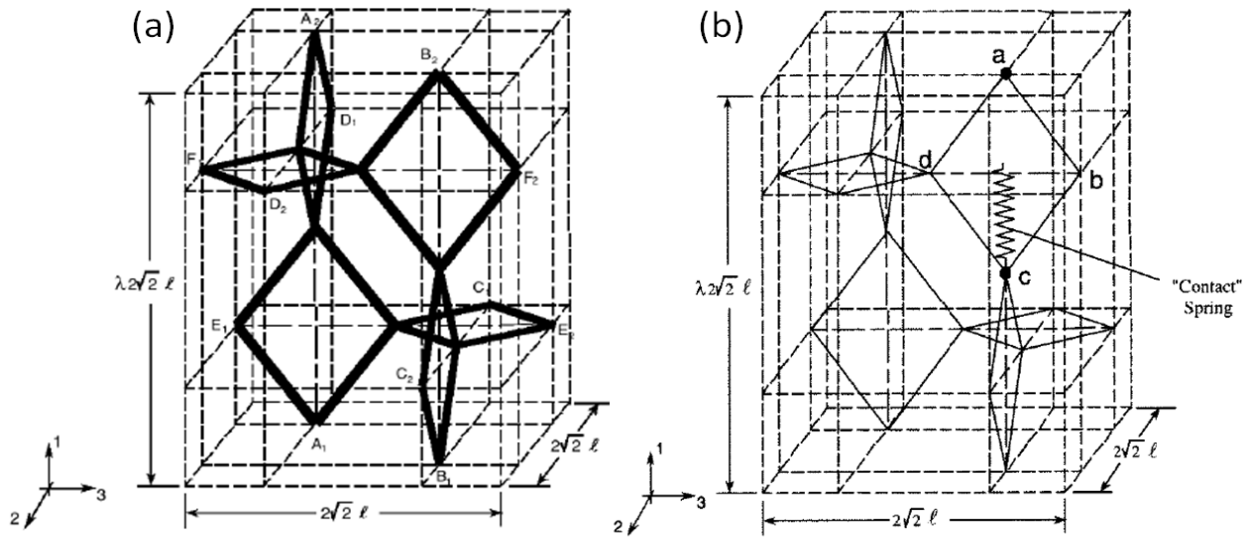 (a)
A₂
B₂
D₁
F
F₂
D₂
λ2√2 ℓ
E₁
C
E₂
C₂
A₁
B₁
2√2 ℓ
2√2 ℓ
1
2
3
(b)
a
d
b
c
"Contact"
Spring
λ2√2 ℓ
2√2 ℓ
2√2 ℓ
1
2
3